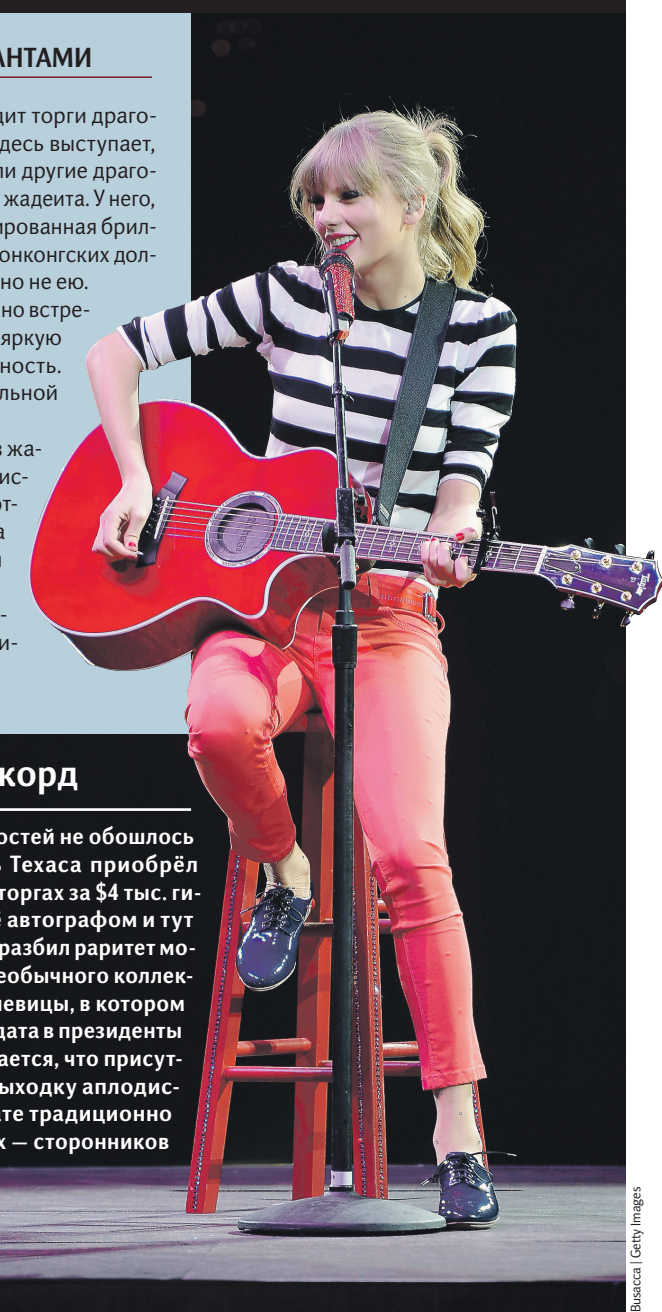 АНТАМИ
дит торги драго-
десь выступает,
ли другие драго-
жадеита. У него,
ированная брил-
онконгских дол-
но не ею.
но встре-
яркую
ность.
льной
з жа-
ис-
от-
а
-
и-
корд
остей не обошлось
Техаса приобрёл
торгах за $4 тыс. ги-
автографом и тут
разбил раритет мо-
еобычного коллек-
певицы, в котором
дата в президенты
ается, что присут-
ыходку аплодис-
те традиционно
х — сторонников
Busacca | Getty Images